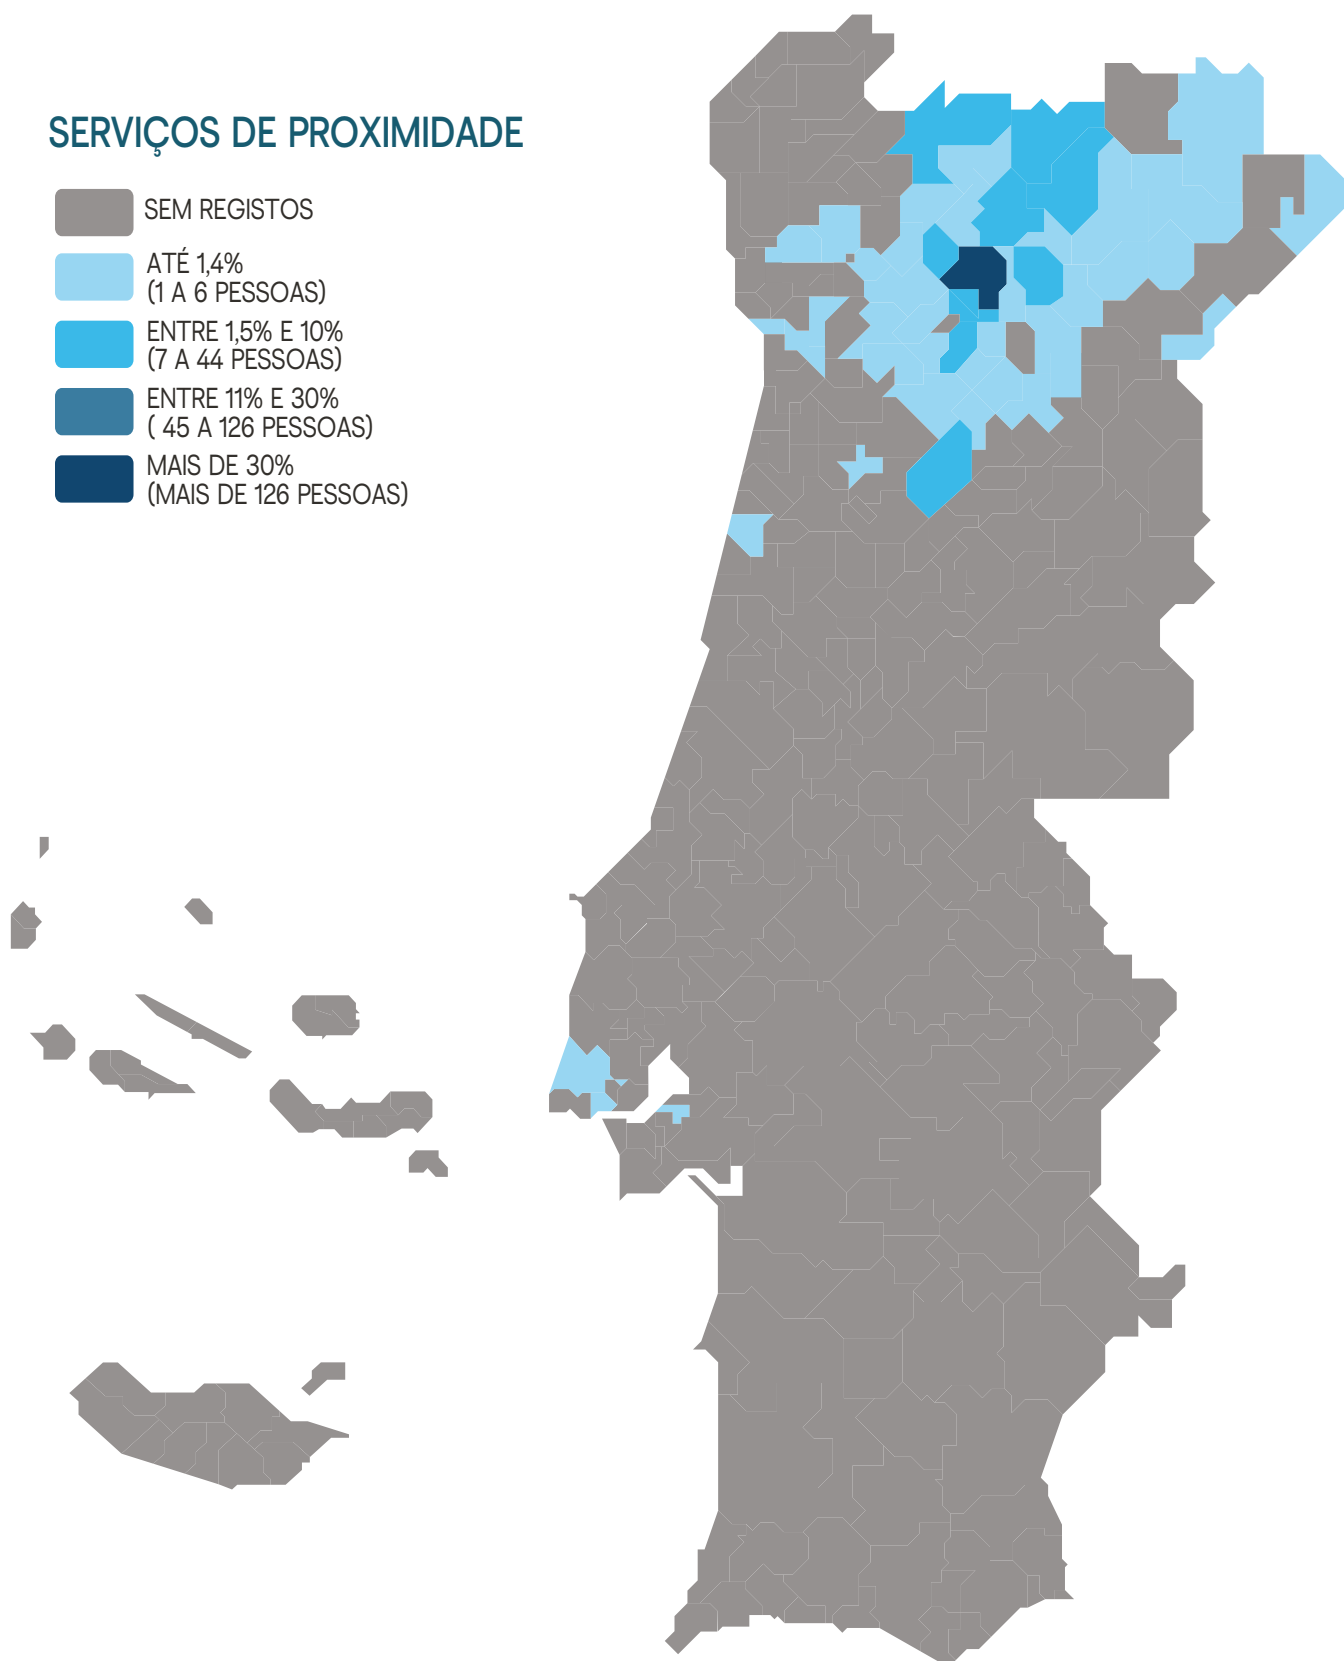 SERVIÇOS DE PROXIMIDADE
SEM REGISTOS
ATÉ 1,4%
(1 A 6 PESSOAS)
ENTRE 1,5% E 10%
(7 A 44 PESSOAS)
ENTRE 11% E 30%
( 45 A 126 PESSOAS)
MAIS DE 30%
(MAIS DE 126 PESSOAS)